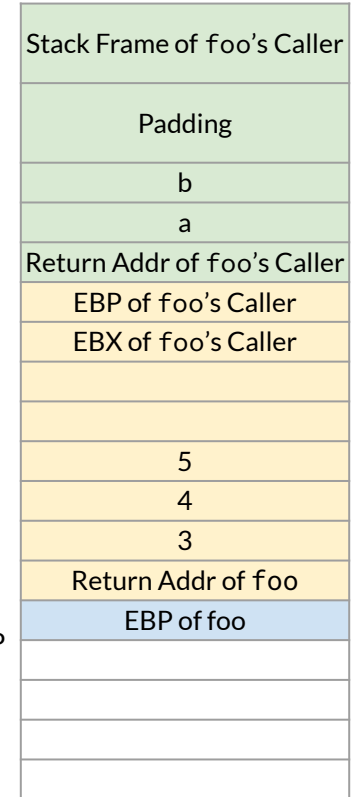 Stack Frame of foo's Caller
Padding
b
a
Return Addr of foo's Caller
EBP of foo's Caller
EBX of foo's Caller
5
4
3
Return Addr of foo
EBP of foo